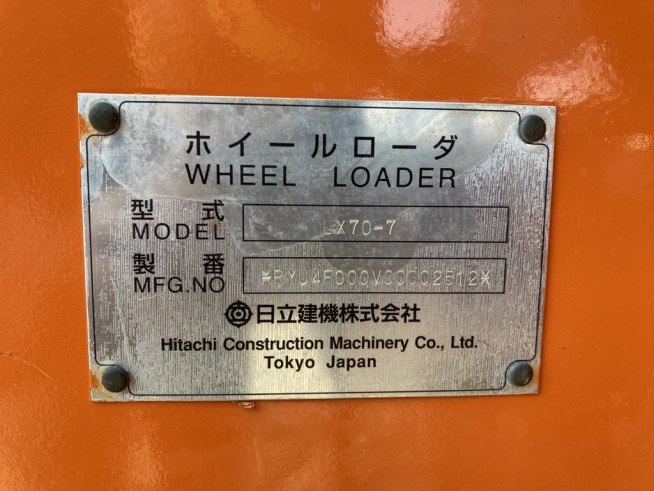 ホイールローダ
WHEEL LOADER
型式
MODEL LX70-7
製番
MFG.NO
日立建機株式会社
Hitachi Construction Machinery Co., Ltd.
Tokyo Japan